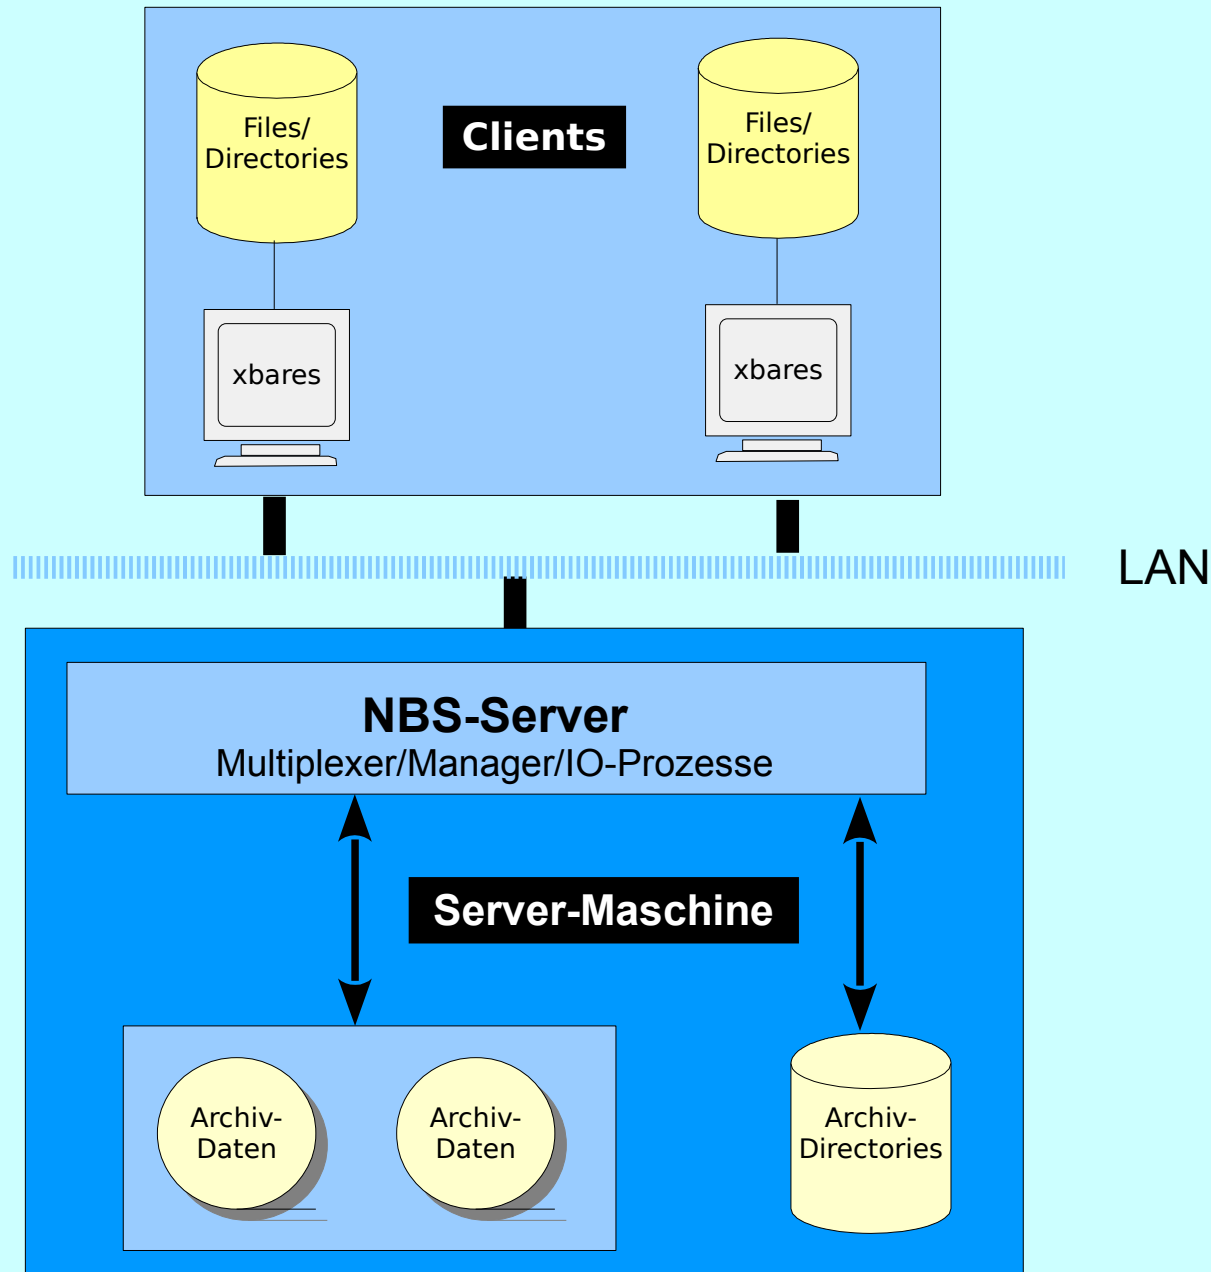 Files/
Directories
Clients
Files/
Directories
xbares
xbares
LAN
NBS-Server
Multiplexer/Manager/IO-Prozesse
Server-Maschine
Archiv-
Daten
Archiv-
Daten
Archiv-
Directories